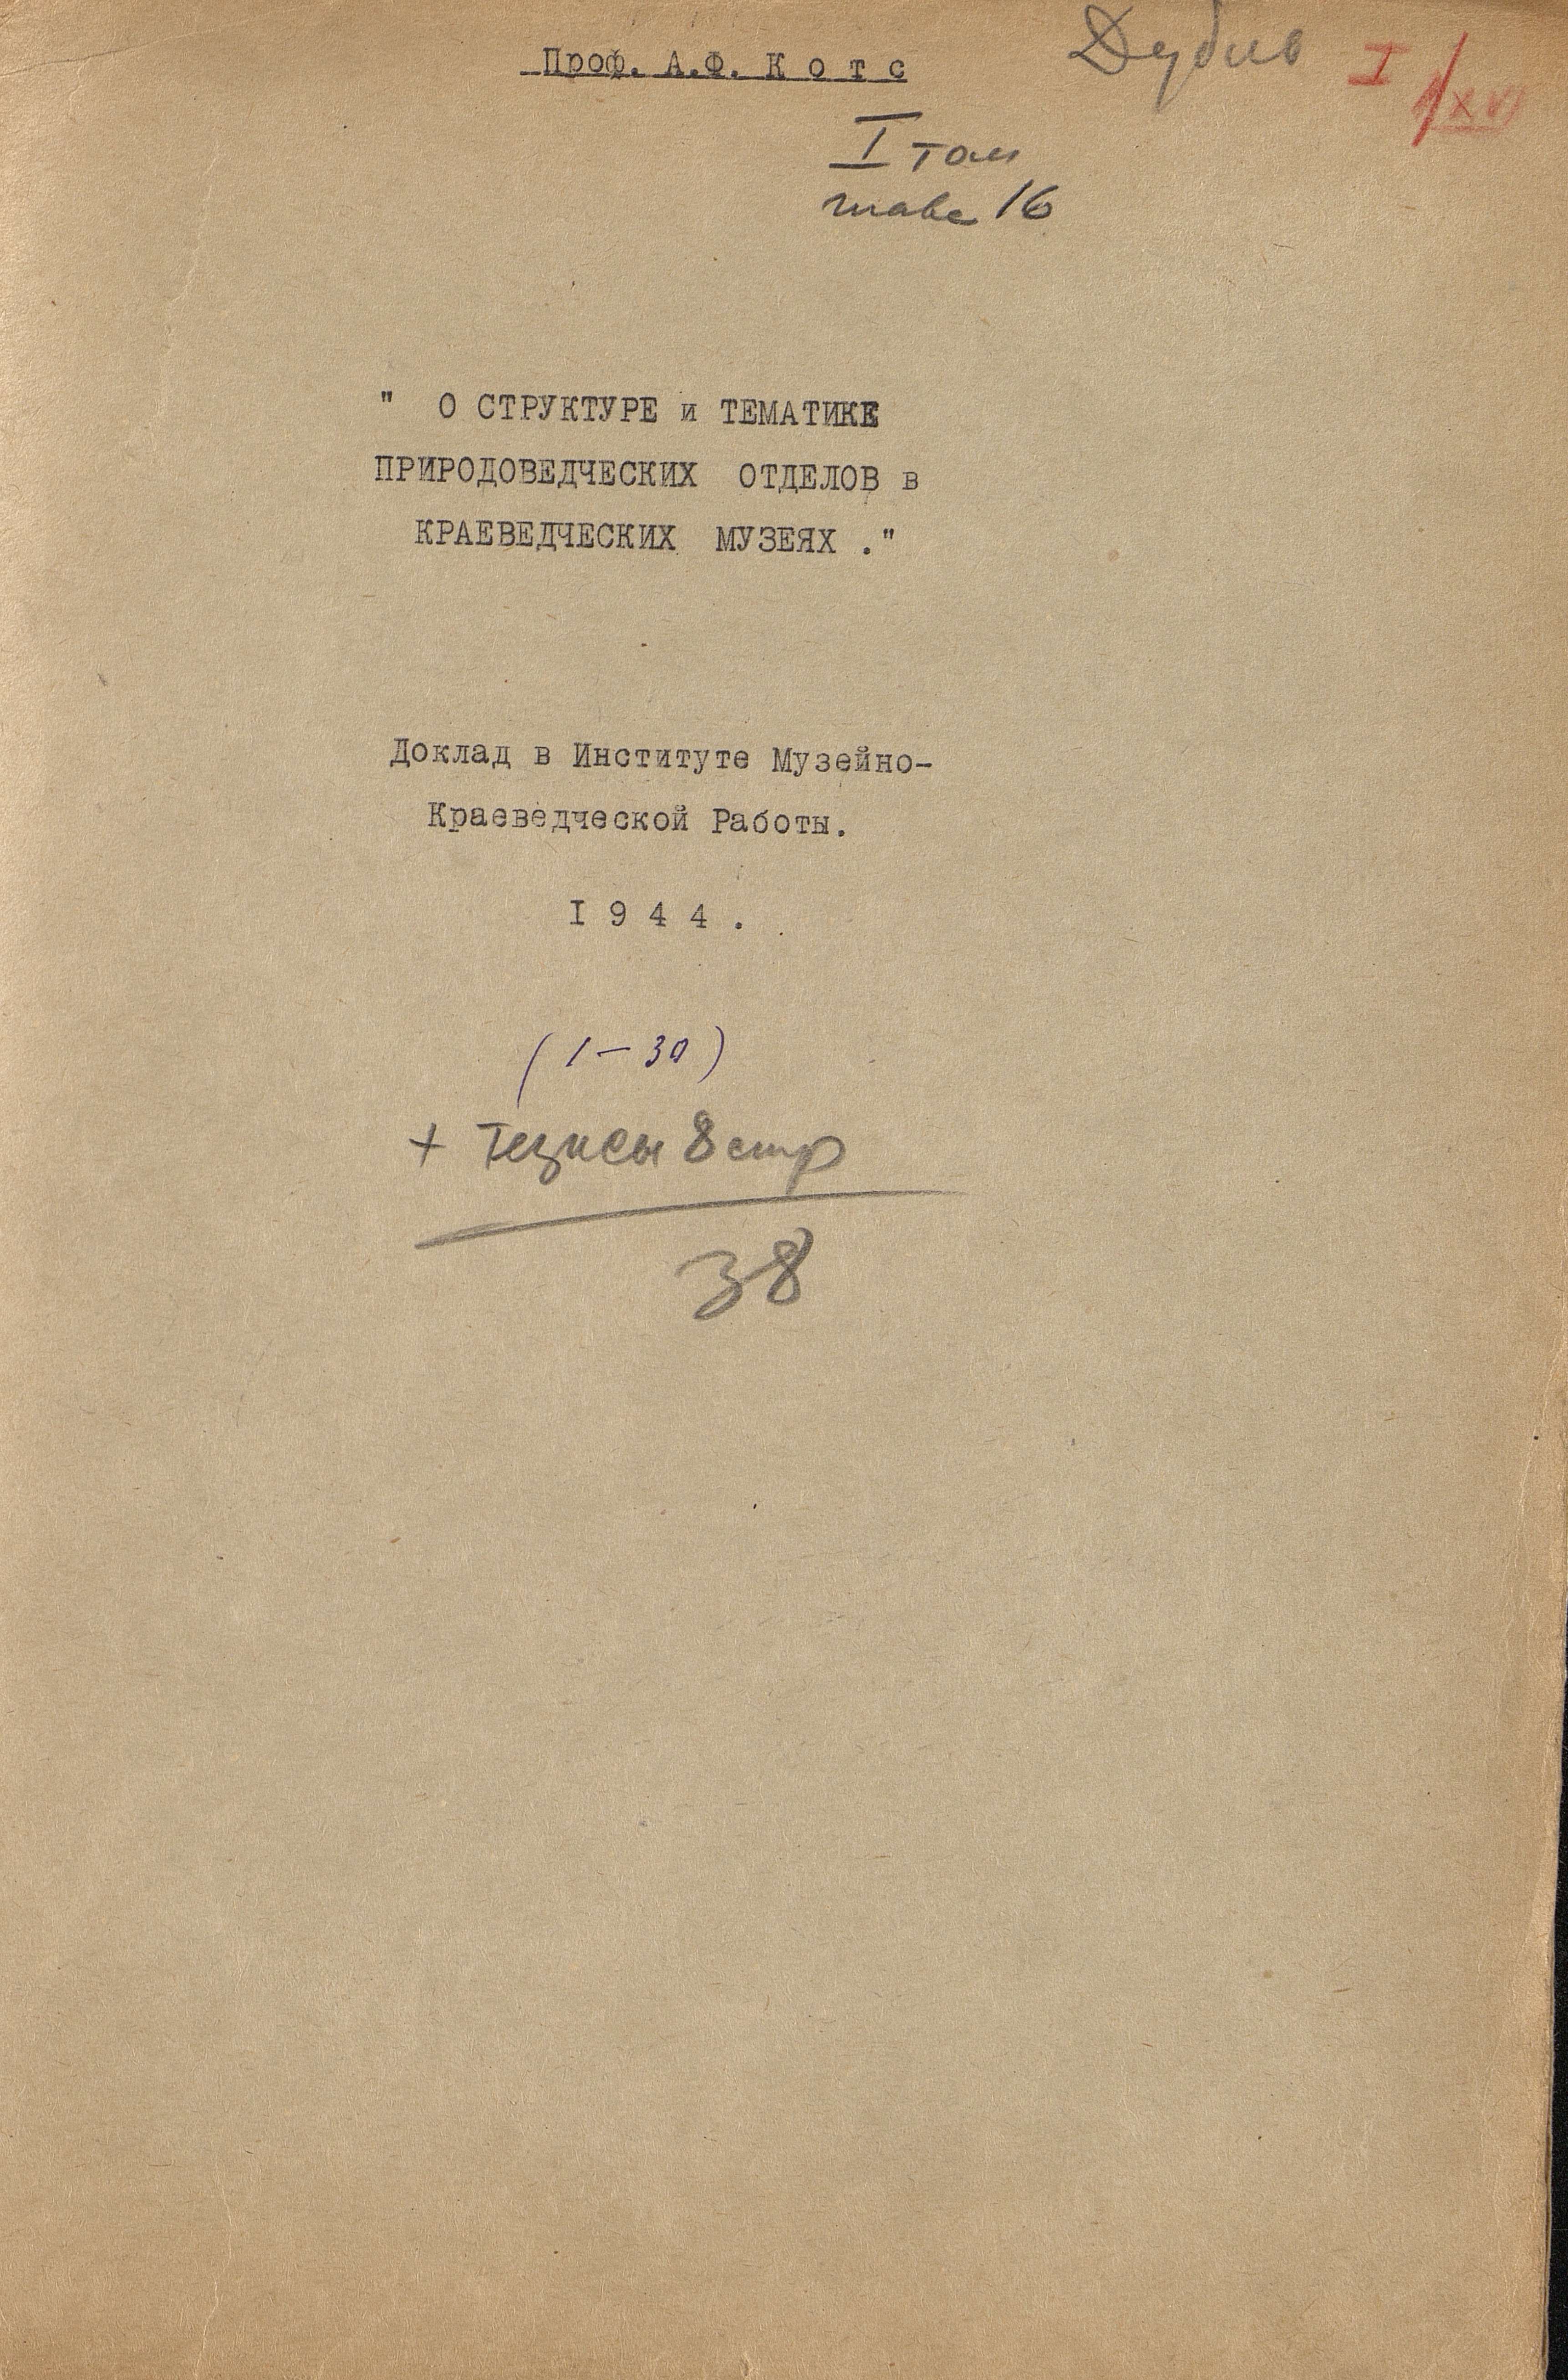 Проф. А.Ф. К о т с
Дубль
I
1/XVI
I том
глава 16
" О СТРУКТУРЕ и ТЕМАТИКЕ
ПРИРОДОВЕДЧЕСКИХ ОТДЕЛОВ в
КРАЕВЕДЧЕСКИХ МУЗЕЯХ ."
Доклад в Институте Музейно-
Краеведческой Работы.
I 9 4 4 .
(1-30)
+ Тезисы 8 стр
38